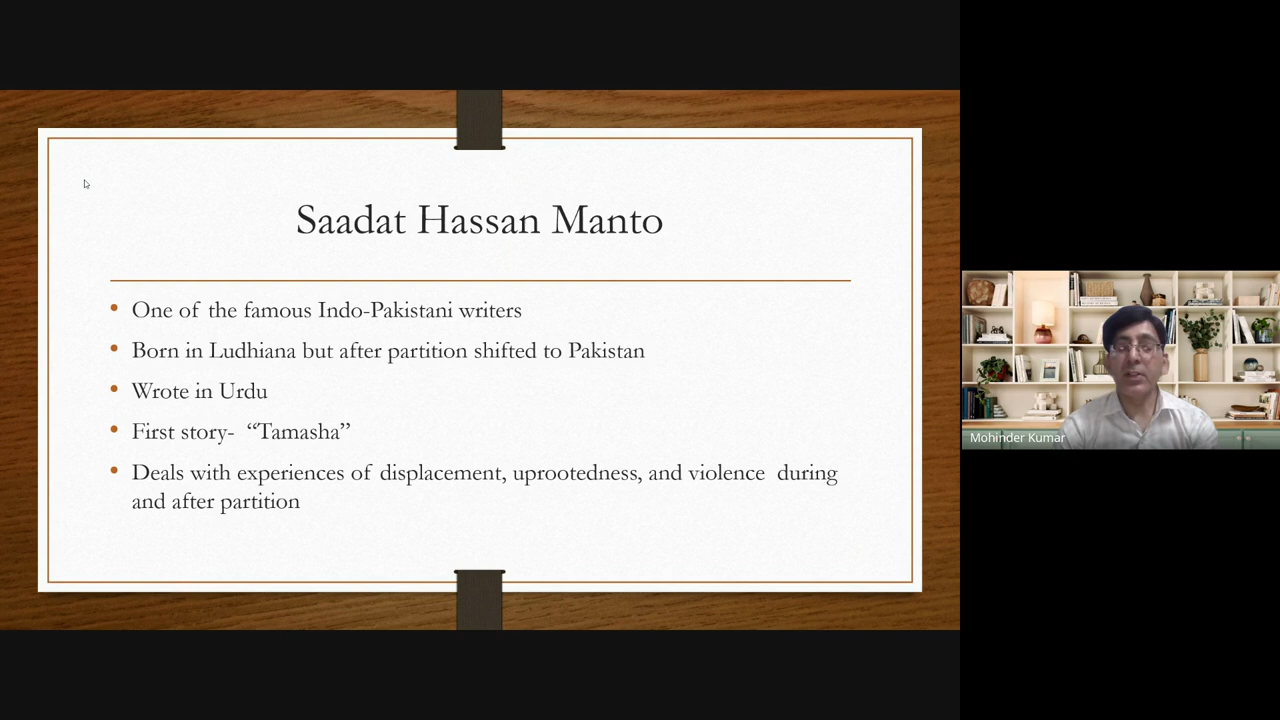 Saadat Hassan Manto
• One of the famous Indo-Pakistani writers
• Born in Ludhiana but after partition shifted to Pakistan
• Wrote in Urdu
• First story- “Tamasha”
• Deals with experiences of displacement, uprootedness, and violence during
and after partition
Mohinder Kumar